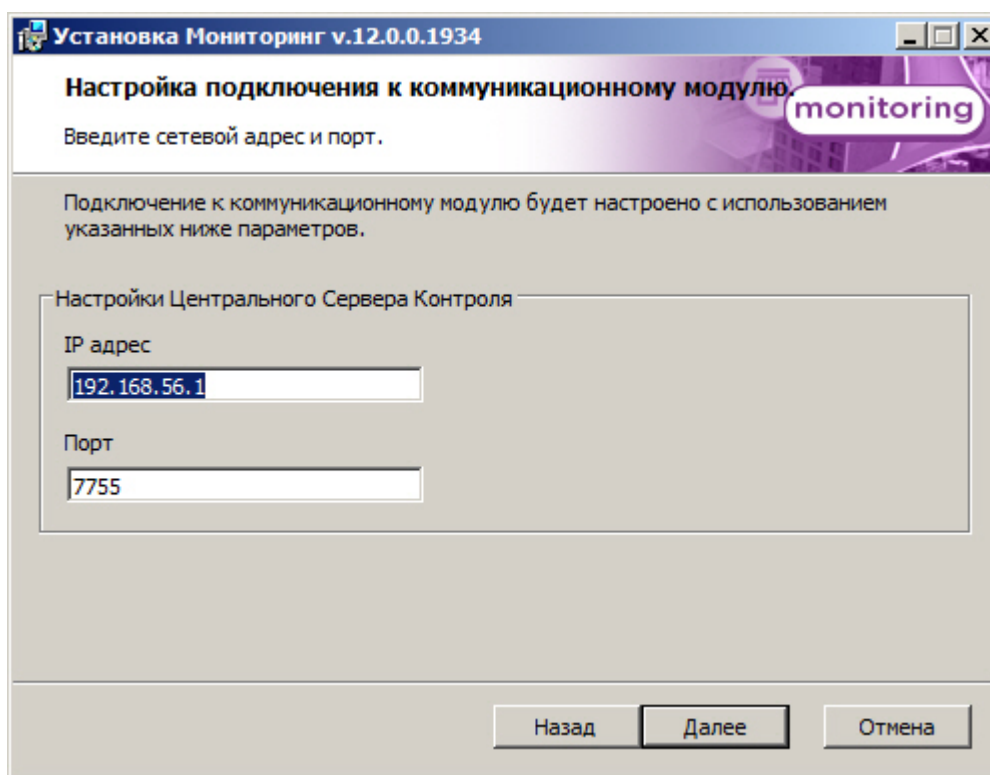 Установка Мониторинг v.12.0.0.1934
Настройка подключения к коммуникационному модулю.
monitoring
Введите сетевой адрес и порт.
Подключение к коммуникационному модулю будет настроено с использованием
указанных ниже параметров.
Настройки Центрального Сервера Контроля
IP адрес
192.168.56.1
Порт
7755
Назад Далее Отмена